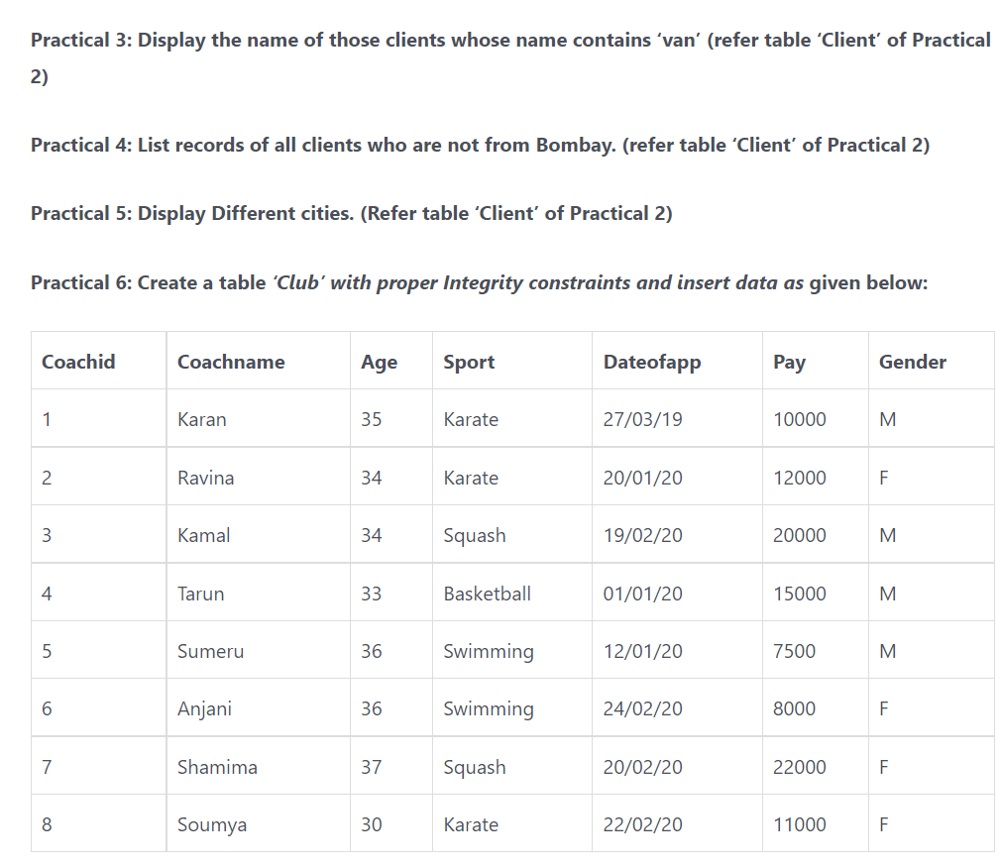 Practical 3: Display the name of those clients whose name contains ‘van’ (refer table ‘Client’ of Practical
2)
Practical 4: List records of all clients who are not from Bombay. (refer table ‘Client’ of Practical 2)
Practical 5: Display Different cities. (Refer table ‘Client’ of Practical 2)
Practical 6: Create a table ‘Club’ with proper Integrity constraints and insert data as given below:
Coachid Coachname Age Sport Dateofapp Pay Gender
1 Karan 35 Karate 27/03/19 10000 M
2 Ravina 34 Karate 20/01/20 12000 F
3 Kamal 34 Squash 19/02/20 20000 M
4 Tarun 33 Basketball 01/01/20 15000 M
5 Sumeru 36 Swimming 12/01/20 7500 M
6 Anjani 36 Swimming 24/02/20 8000 F
7 Shamima 37 Squash 20/02/20 22000 F
8 Soumya 30 Karate 22/02/20 11000 F